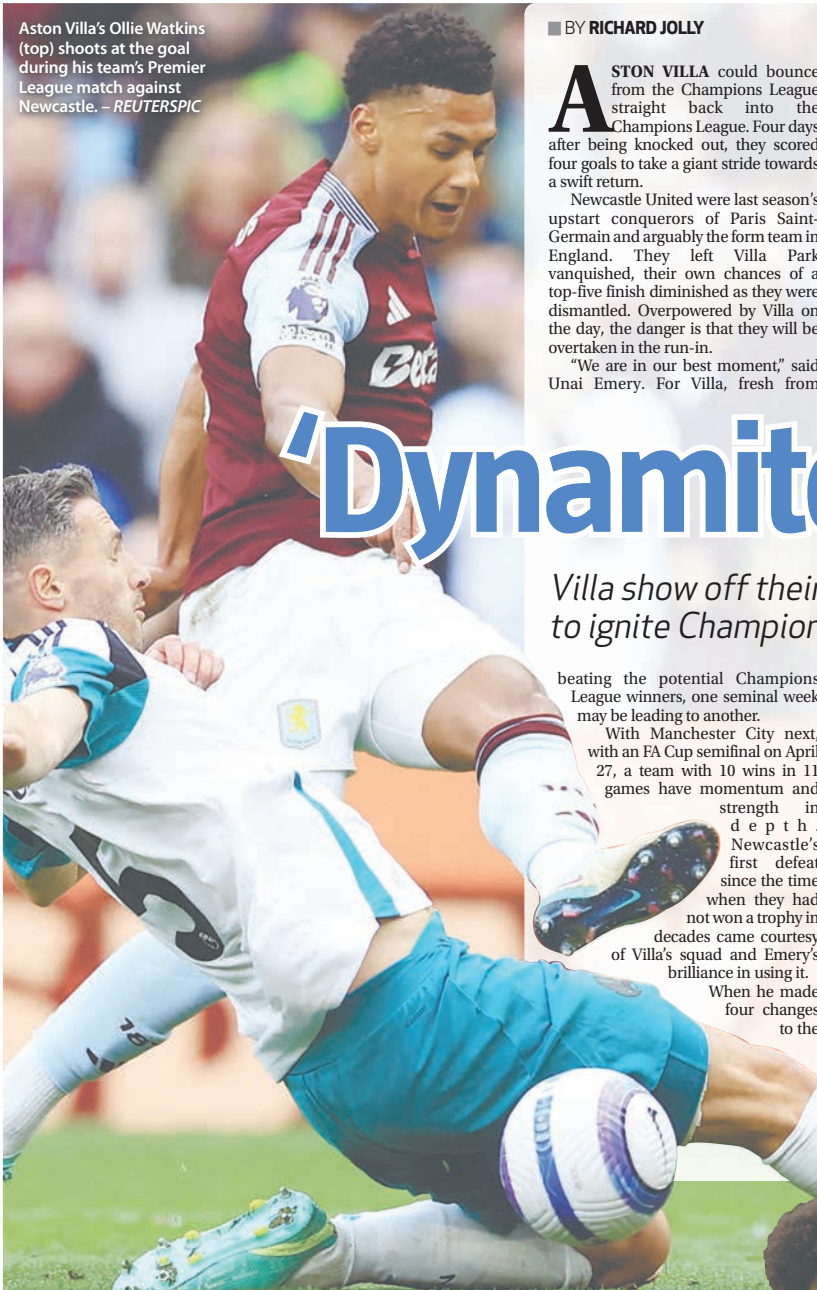 Aston Villa's Ollie Watkins
(top) shoots at the goal
during his team's Premier
League match against
Newcastle. – REUTERSPIC
BY RICHARD JOLLY
ASTON VILLA could bounce
from the Champions League
straight back into the
Champions League. Four days
after being knocked out, they scored
four goals to take a giant stride towards
a swift return.
Newcastle United were last season's
upstart conquerors of Paris Saint-
Germain and arguably the form team in
England. They left Villa Park
vanquished, their own chances of a
top-five finish diminished as they were
dismantled. Overpowered by Villa on
the day, the danger is that they will be
overtaken in the run-in.
“We are in our best moment,” said
Unai Emery. For Villa, fresh from
‘Dynamite
Villa show off their
to ignite Champion
beating the potential Champions
League winners, one seminal week
may be leading to another.
With Manchester City next,
with an FA Cup semifinal on April
27, a team with 10 wins in 11
games have momentum and
strength in
depth.
Newcastle's
first defeat
since the time
when they had
not won a trophy in
decades came courtesy
of Villa's squad and Emery's
brilliance in using it.
When he made
four changes
to the
Beta
5
18